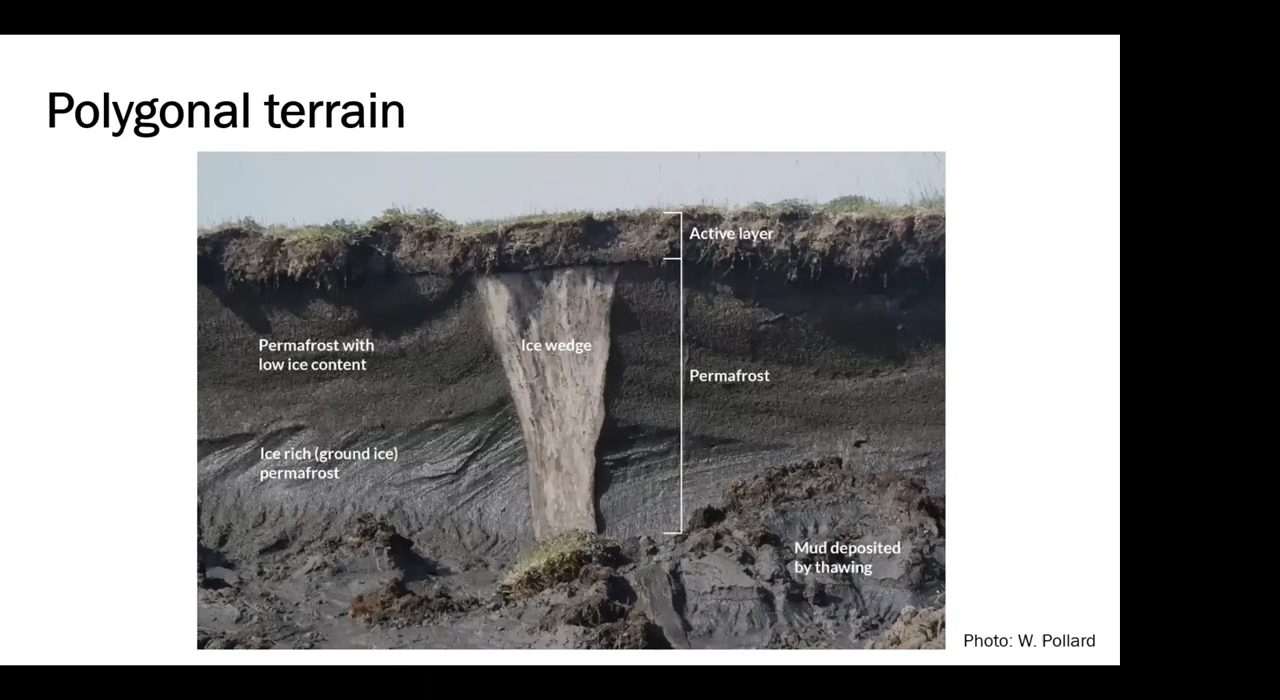 Polygonal terrain
Active layer
Permafrost with
low ice content
Ice wedge
Permafrost
Ice rich (ground ice)
permafrost
Mud deposited
by thawing
Photo: W. Pollard